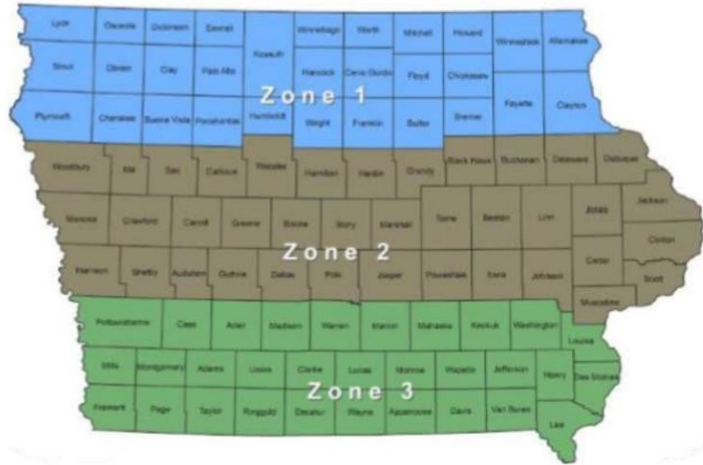 Lyon Osceola Dickinson Emmet Winnebago Worth Mitchell Howard Winneshiek Allamakee
Kossuth
Sioux Obrien Clay Palo Alto Hancock Cerro Gordo Floyd Chickasaw
Zone 1
Plymouth Cherokee Buena Vista Pocahontas Humboldt Wright Franklin Butler Bremer Fayette Clayton
Woodbury Ida Sac Calhoun Webster Hamilton Hardin Grundy Black Hawk Buchanan Delaware Dubuque
Jackson
Monona Crawford Carroll Greene Boone Story Marshall Tama Benton Linn Jones
Clinton
Zone 2
Harrison Shelby Audubon Guthrie Dallas Polk Jasper Poweshiek Iowa Johnson Cedar Scott
Muscatine
Pottawattamie Cass Adair Madison Warren Marion Mahaska Keokuk Washington Louisa
Mills Montgomery Adams Union Clarke Lucas Monroe Wapello Jefferson Henry Des Moines
Zone 3
Fremont Page Taylor Ringgold Decatur Wayne Appanoose Davis Van Buren Lee